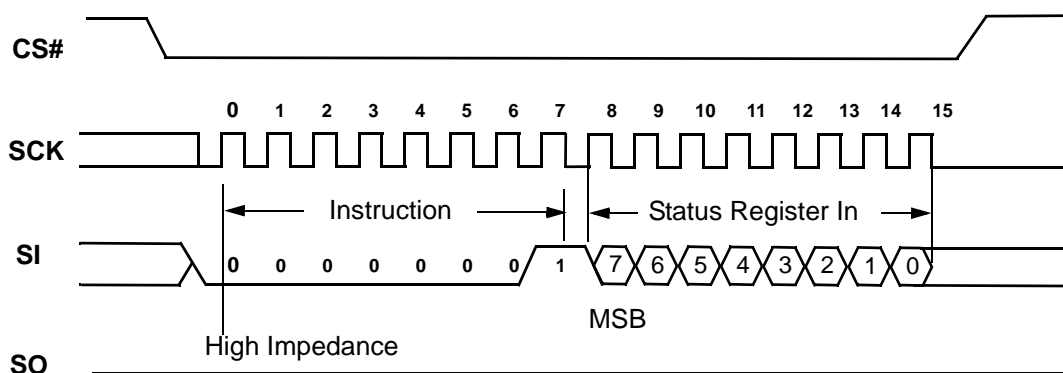 CS#
0 1 2 3 4 5 6 7 8 9 10 11 12 13 14 15
SCK
Instruction Status Register In
SI
0 0 0 0 0 0 0 1 7 6 5 4 3 2 1 0
MSB
High Impedance
SO